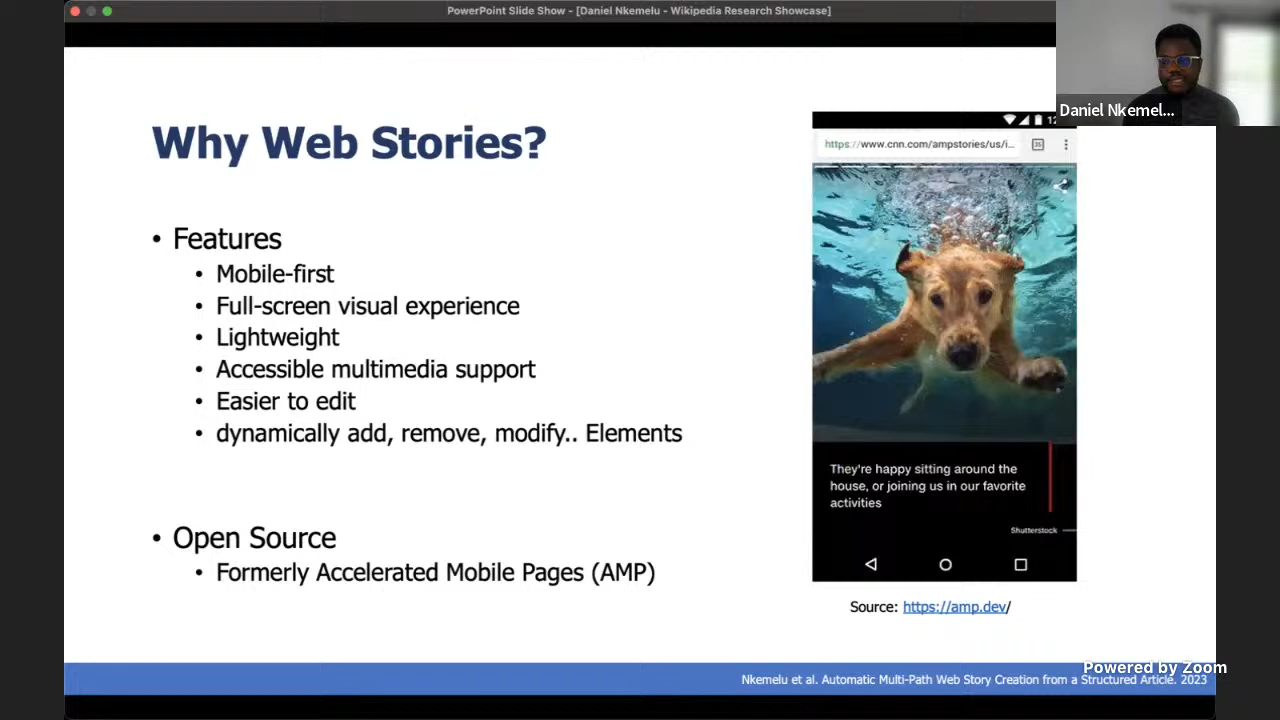 PowerPoint Slide Show - [Daniel Nkemelu - Wikipedia Research Showcase]
Daniel Nkemel...
Why Web Stories?
• Features
• Mobile-first
• Full-screen visual experience
• Lightweight
• Accessible multimedia support
• Easier to edit
• dynamically add, remove, modify.. Elements
• Open Source
• Formerly Accelerated Mobile Pages (AMP)
12
https://www.cnn.com/ampstories/us/i...
They're happy sitting around the
house, or joining us in our favorite
activities
Shutterstock
Source: https://amp.dev/
Powered by Zoom
Nkemelu et al. Automatic Multi-Path Web Story Creation from a Structured Article. 2023